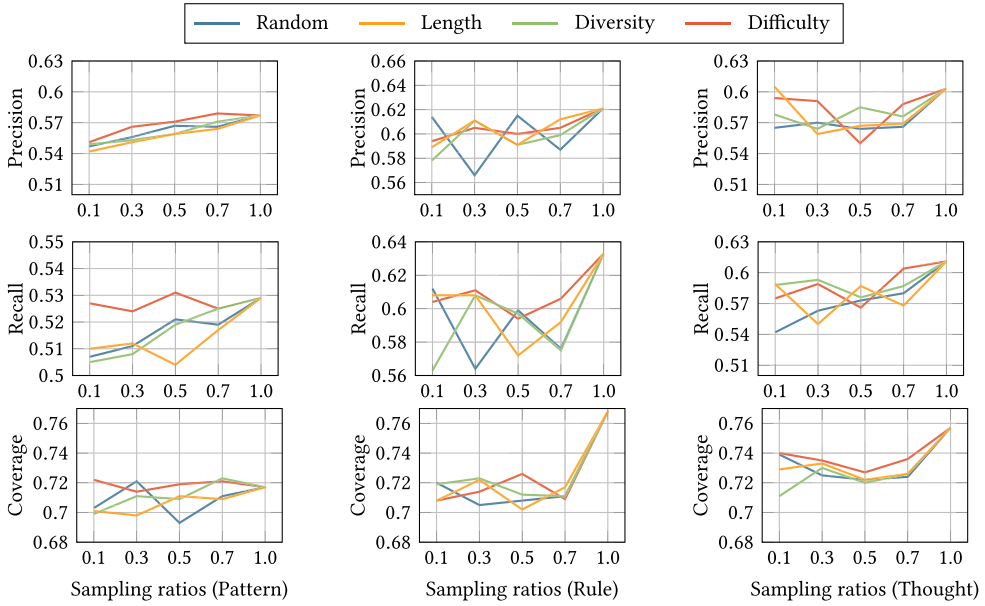 Random Length Diversity Difficulty
Precision
0.63
0.6
0.57
0.54
0.51
0.1 0.3 0.5 0.7 1.0
Precision
0.66
0.64
0.62
0.6
0.58
0.56
0.1 0.3 0.5 0.7 1.0
Precision
0.63
0.6
0.57
0.54
0.51
0.1 0.3 0.5 0.7 1.0
Recall
0.55
0.54
0.53
0.52
0.51
0.5
0.1 0.3 0.5 0.7 1.0
Recall
0.64
0.62
0.6
0.58
0.56
0.1 0.3 0.5 0.7 1.0
Recall
0.63
0.6
0.57
0.54
0.51
0.1 0.3 0.5 0.7 1.0
Coverage
0.76
0.74
0.72
0.7
0.68
0.1 0.3 0.5 0.7 1.0
Sampling ratios (Pattern)
Coverage
0.76
0.74
0.72
0.7
0.68
0.1 0.3 0.5 0.7 1.0
Sampling ratios (Rule)
Coverage
0.76
0.74
0.72
0.7
0.68
0.1 0.3 0.5 0.7 1.0
Sampling ratios (Thought)